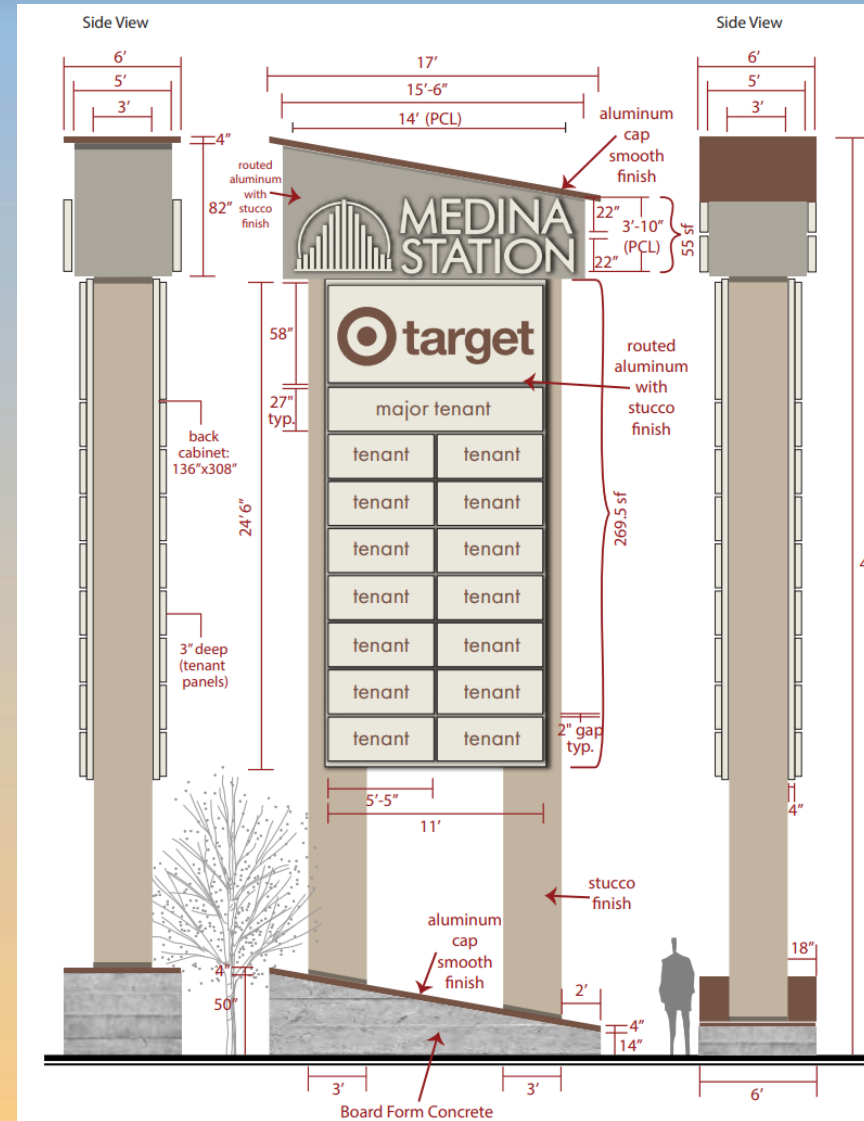 Side View
Side View
6’
5’
3’
17’
15’-6”
14’ (PCL)
6’
5’
3’
4”
82”
routed
aluminum
with
stucco
finish
aluminum
cap
smooth
finish
MEDINA
STATION
22”
22”
3’-10”
(PCL)
55 sf
58”
target
27”
typ.
major tenant
routed
aluminum
with
stucco
finish
back
cabinet:
136”x308”
24’ 6”
tenant tenant
tenant tenant
tenant tenant
tenant tenant
tenant tenant
tenant tenant
tenant tenant
269.5 sf
3” deep
(tenant
panels)
2” gap
typ.
5’-5”
11’
4”
stucco
finish
aluminum
cap
smooth
finish
4”
50”
2’
18”
4”
14”
3’
3’
6’
Board Form Concrete